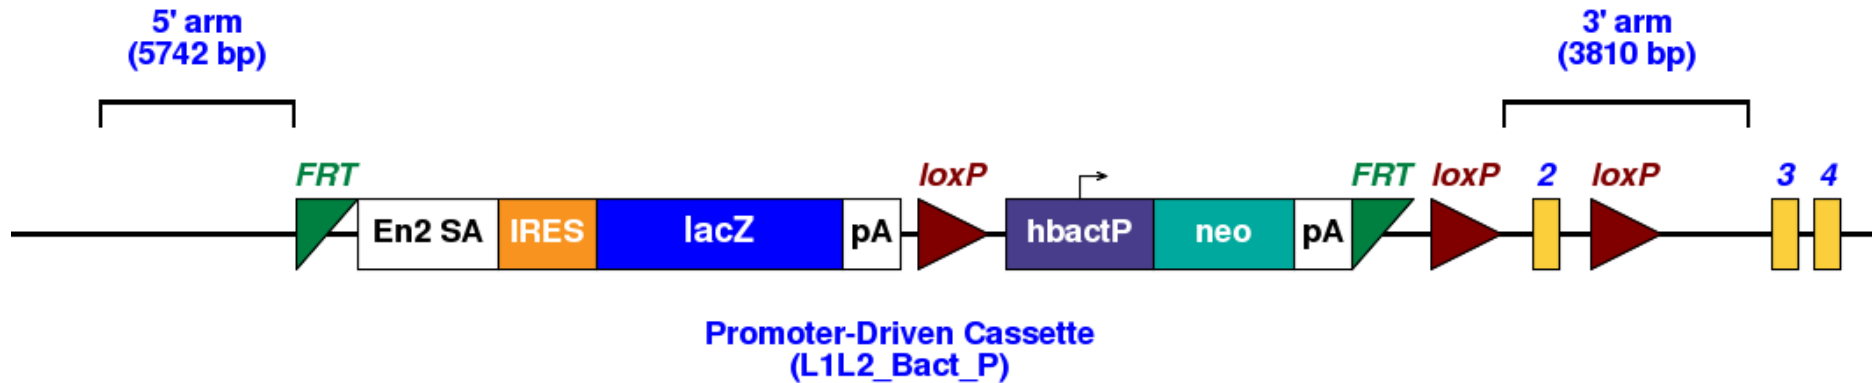 5' arm
(5742 bp)
3' arm
(3810 bp)
FRT
loxP
FRT
loxP
2
loxP
3
4
En2 SA
IRES
lacZ
pA
hbactP
neo
pA
Promoter-Driven Cassette
(L1L2_Bact_P)